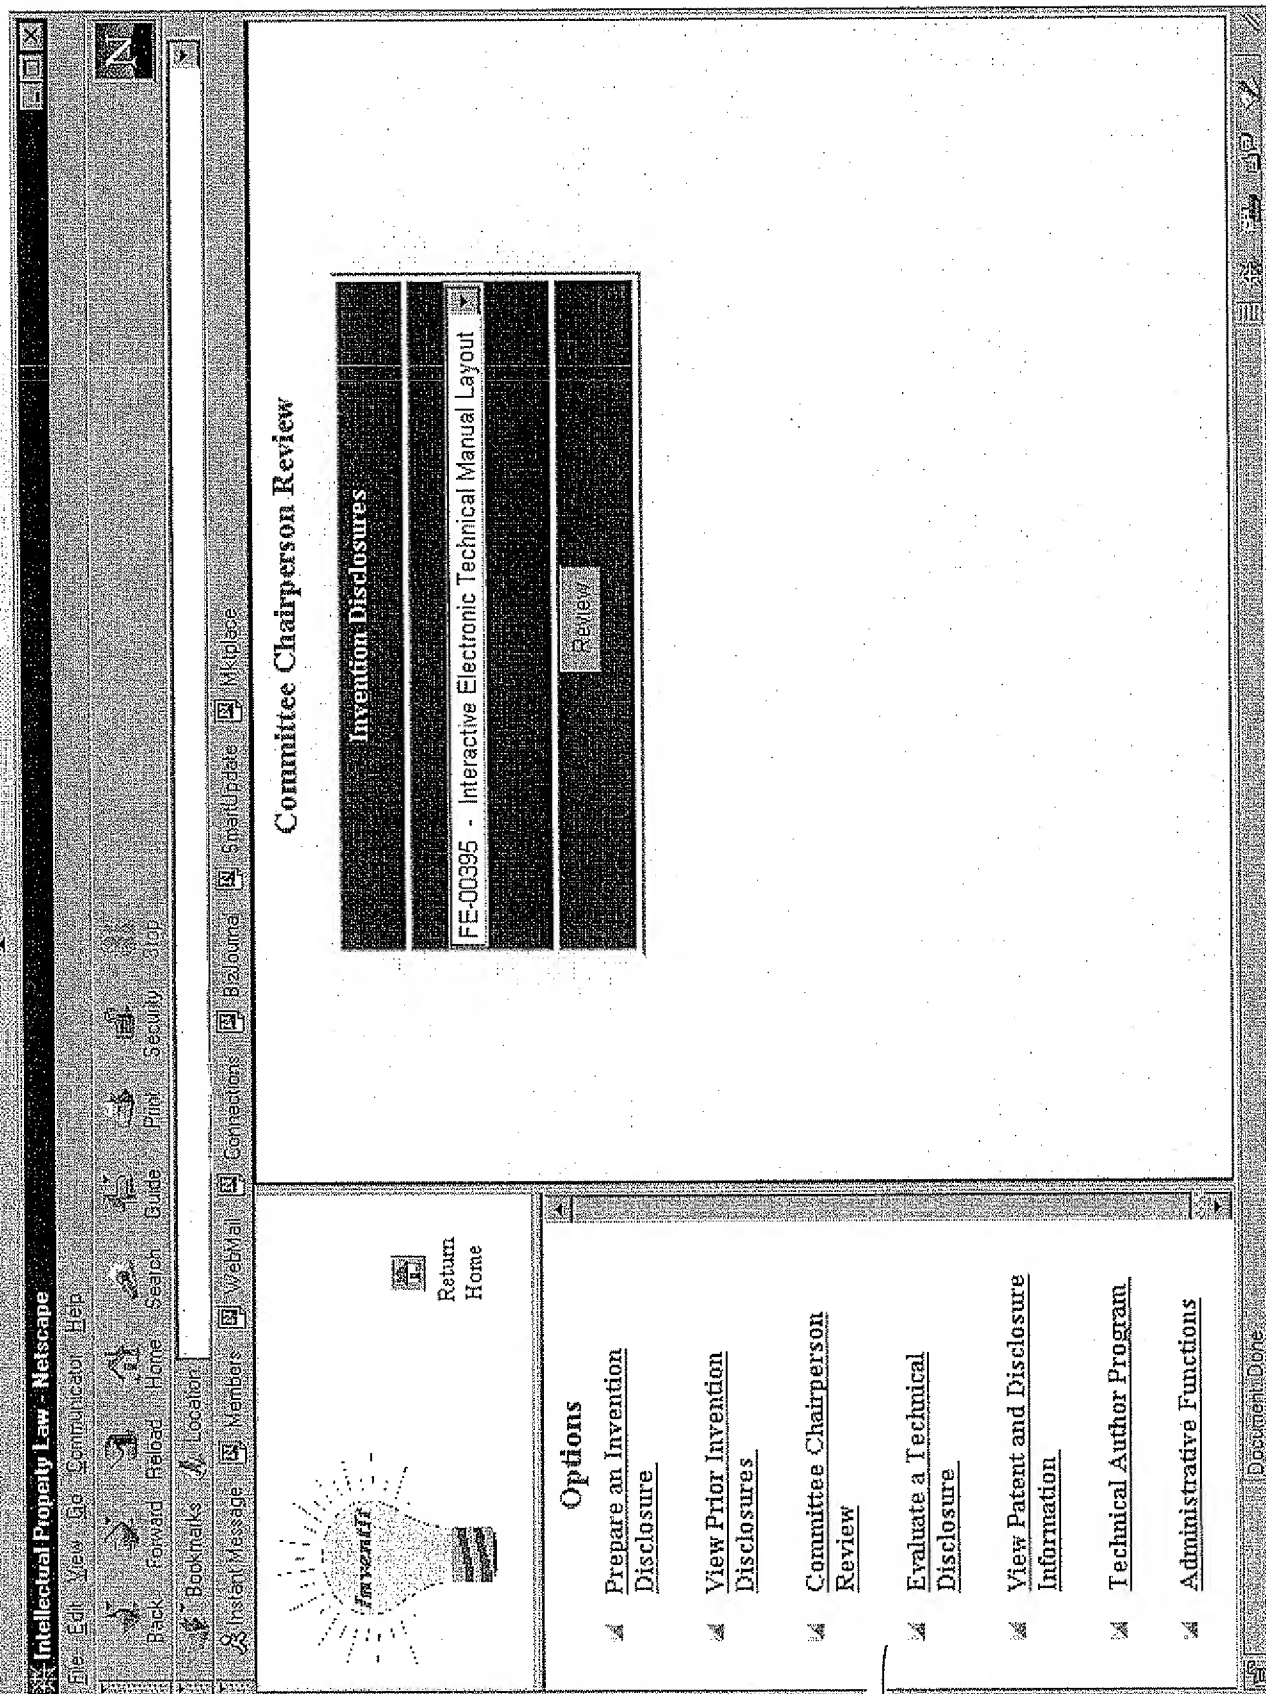 Intellectual Property Law - Netscape
File Edit View Go Communicator Help
Back Forward Reload Home Search Guide Print Security Stop
Bookmarks Location
Instant Message Members WebMail Connections BizJournal SmartUpdate Mktplace
Inventit
Return
Home
Options
Prepare an Invention
Disclosure
View Prior Invention
Disclosures
Committee Chairperson
Review
Evaluate a Technical
Disclosure
View Patent and Disclosure
Information
Technical Author Program
Administrative Functions
Committee Chairperson Review
Invention Disclosures
FE-00395 - Interactive Electronic Technical Manual Layout
Review
Document: Done